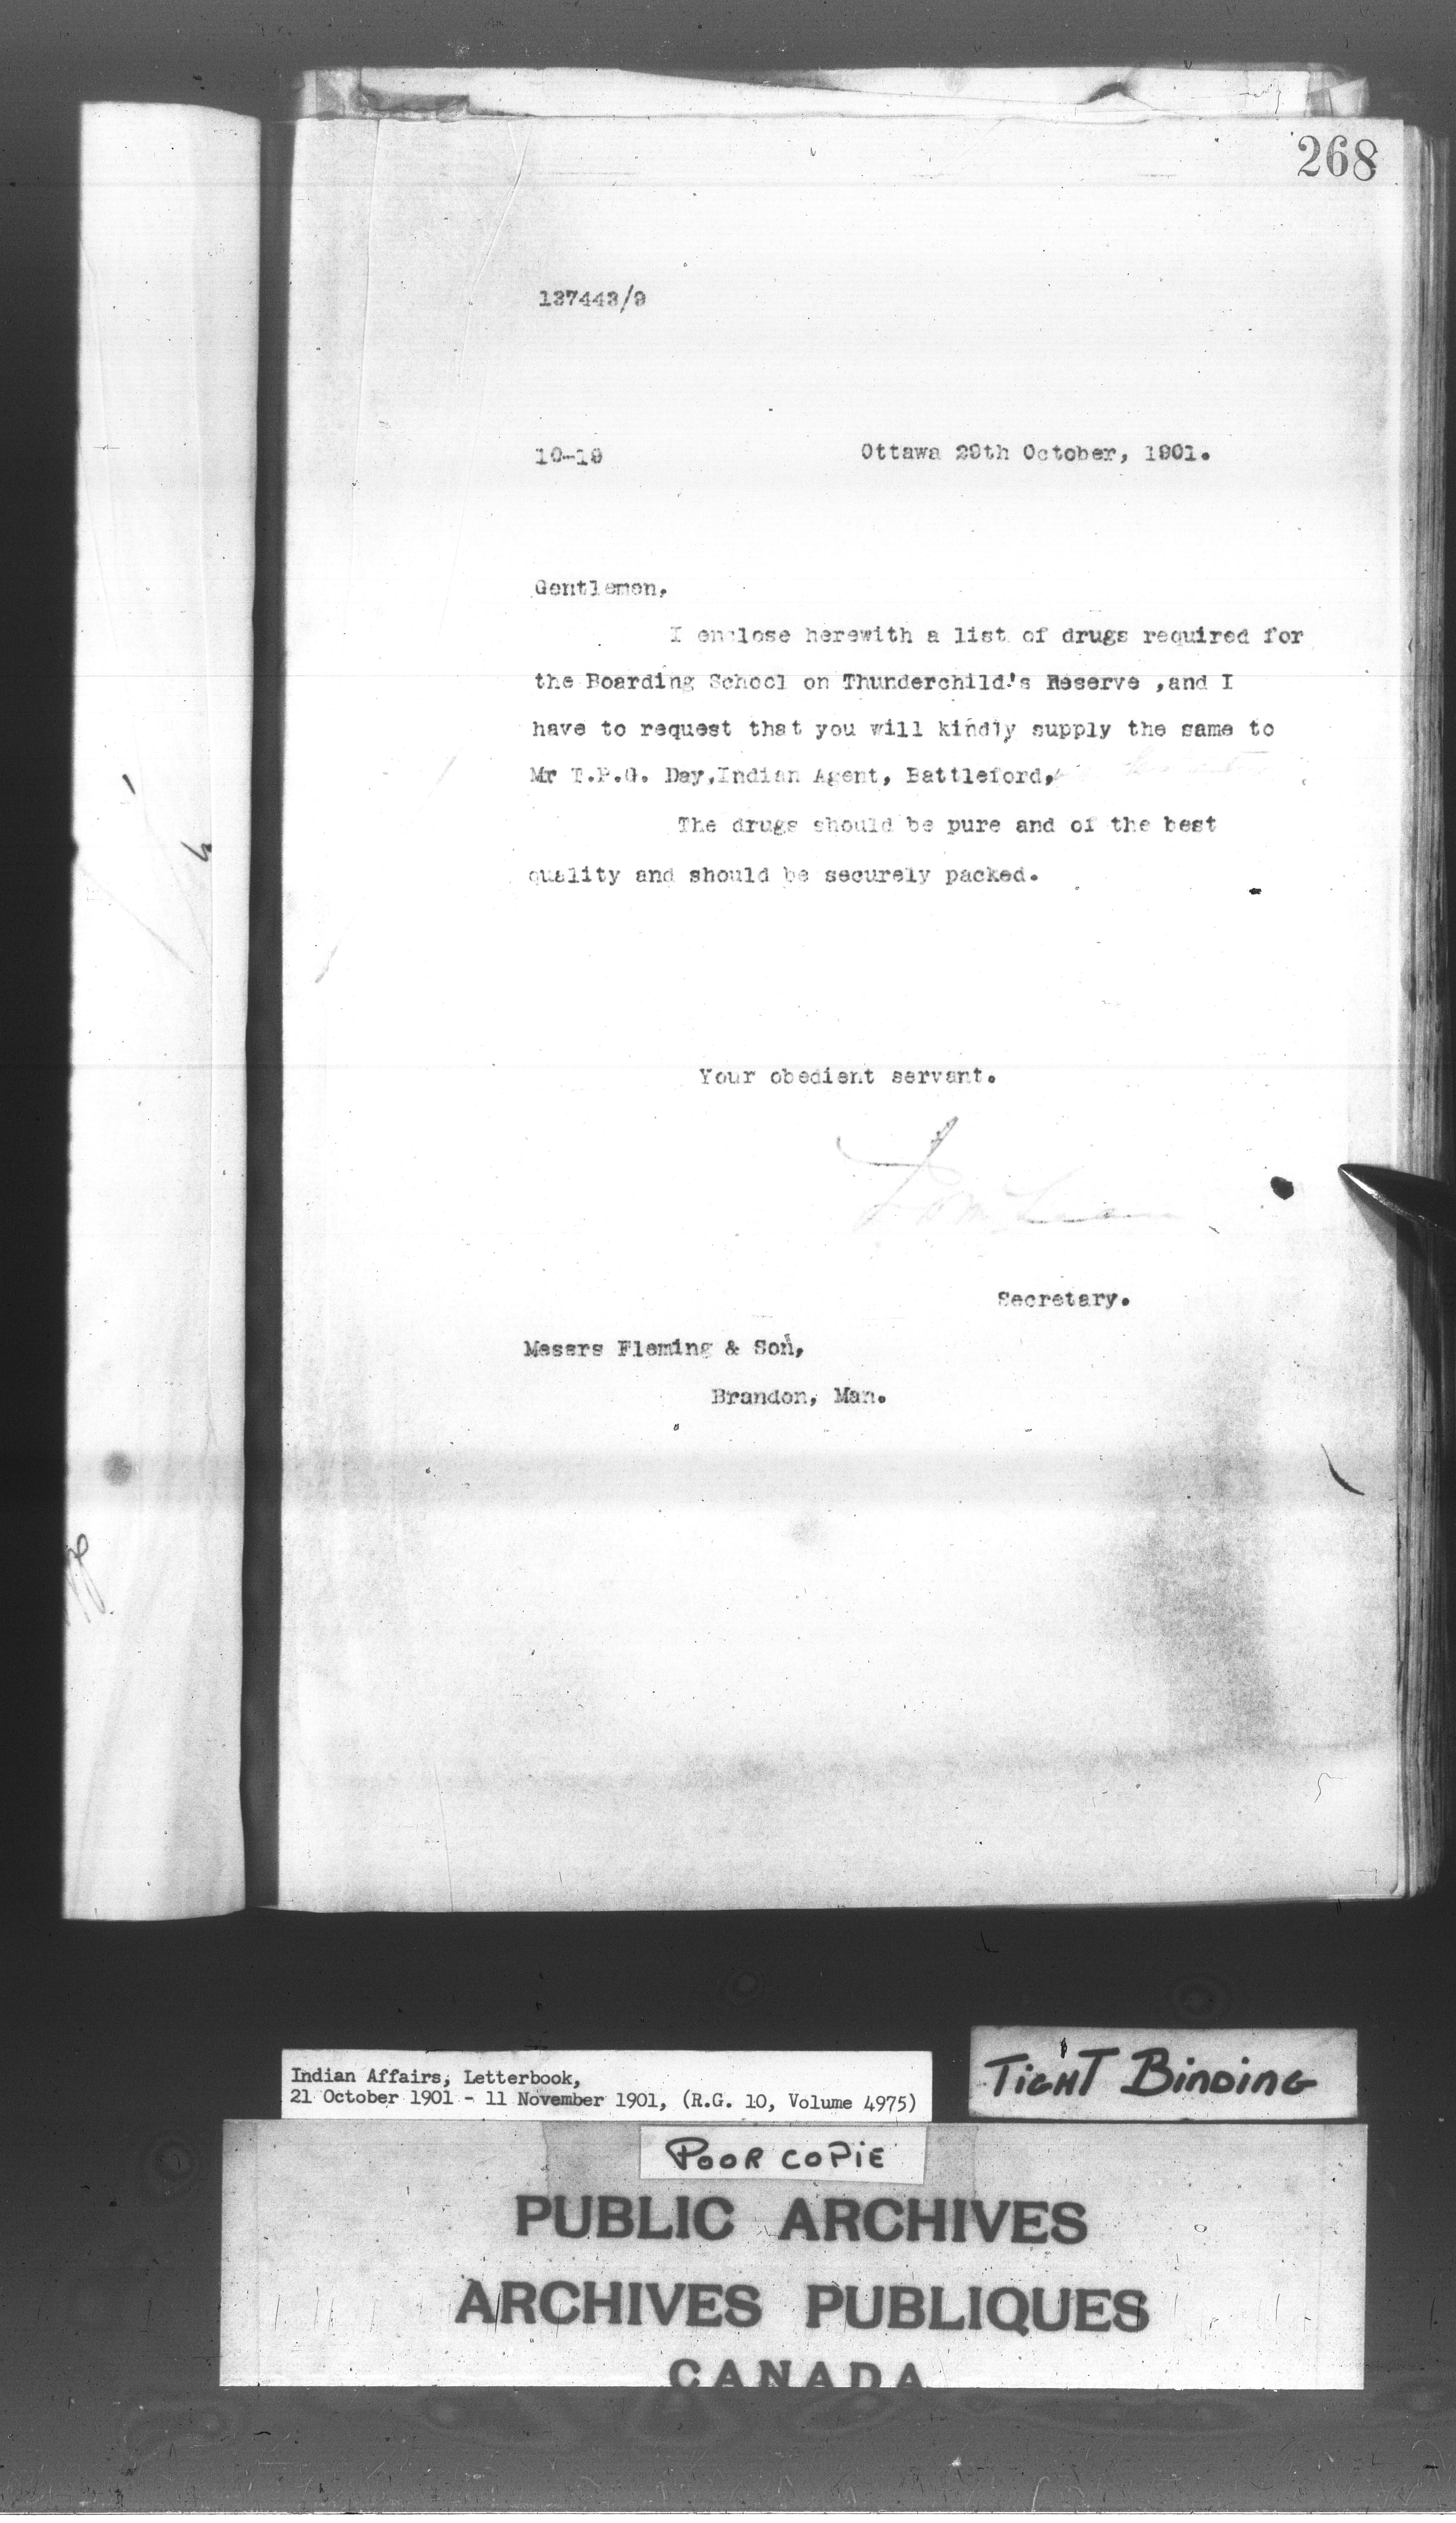 268
137443/9
10-19 Ottawa 29th October, 1901.
Gentlemen,
I enclose herewith a list of drugs required for
the Boarding School on Thunderchild's Reserve ,and I
have to request that you will kindly supply the same to
Mr T.P.G. Day,Indian Agent, Battleford,
The drugs should be pure and of the best
quality and should be securely packed.
Your obedient servant.
Secretary.
Messrs Fleming & Son,
Brandon, Man.
Indian Affairs, Letterbook,
21 October 1901 - 11 November 1901, (R.G. 10, Volume 4975)
TIGHT BINDING
POOR COPIE
PUBLIC ARCHIVES
ARCHIVES PUBLIQUES
CANADA